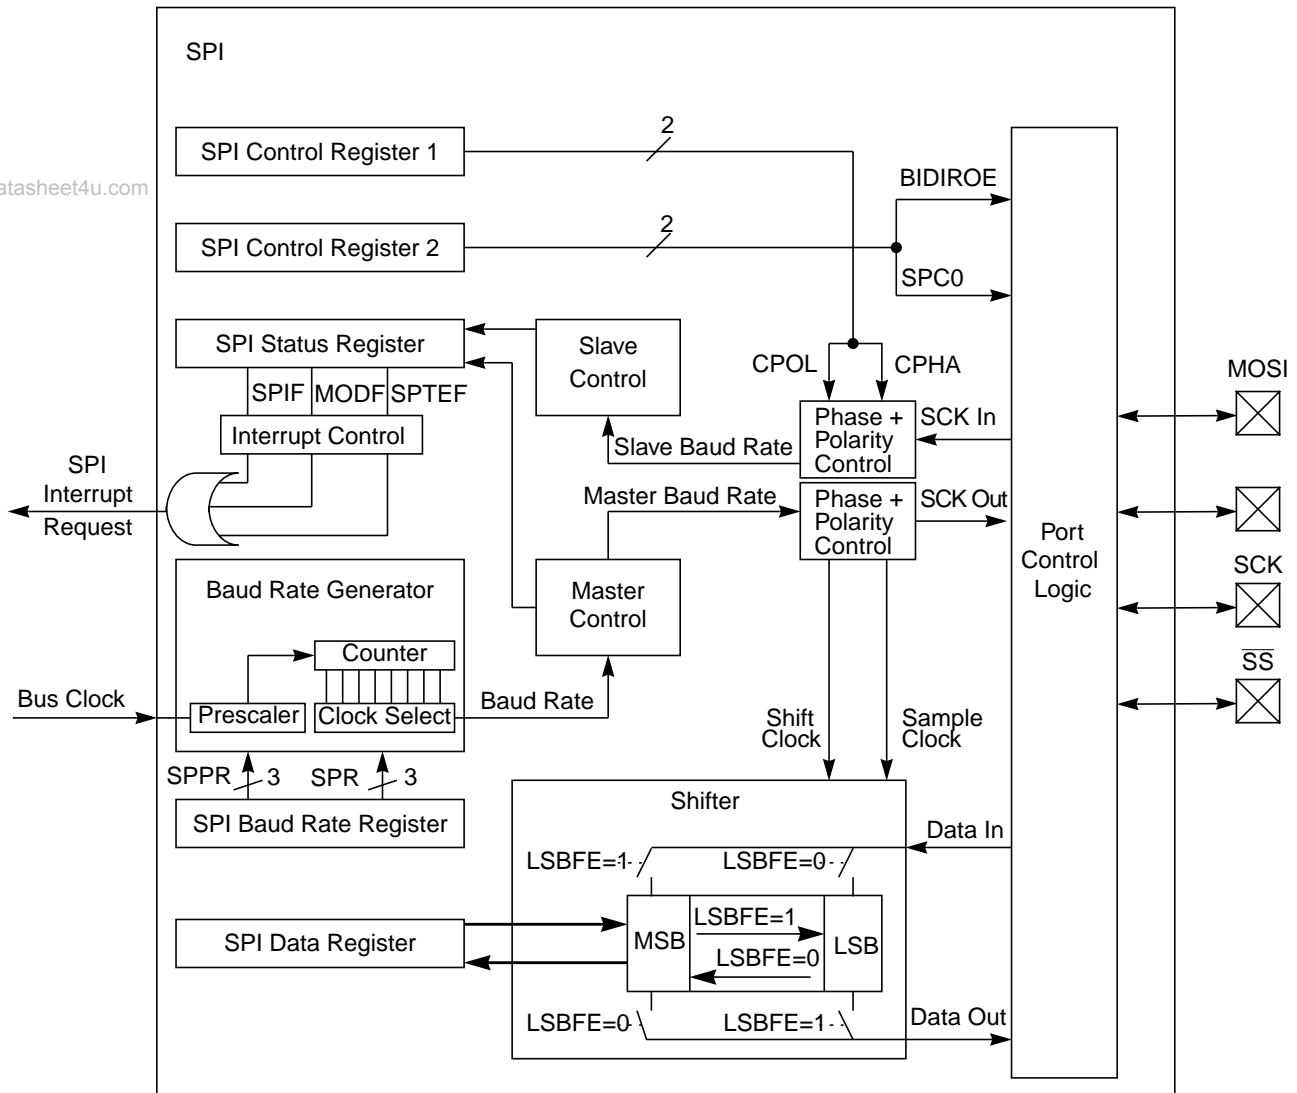 SPI
SPI Control Register 1
2
atasheet4u.com
BIDIROE
SPI Control Register 2
2
SPC0
SPI Status Register
Slave
Control
CPOL
CPHA
MOSI
SPIF
MODF
SPTEF
Interrupt Control
Slave Baud Rate
Phase +
Polarity
Control
SCK In
SPI
Interrupt
Request
Master Baud Rate
Phase +
Polarity
Control
SCK Out
Port
Control
Logic
SCK
Baud Rate Generator
Master
Control
Counter
SS
Bus Clock
Prescaler
Clock Select
Baud Rate
Shift
Clock
Sample
Clock
SPPR
3
SPR
3
SPI Baud Rate Register
Shifter
Data In
LSBFE=1
LSBFE=0
SPI Data Register
MSB
LSBFE=1
LSBFE=0
LSB
LSBFE=0
LSBFE=1
Data Out